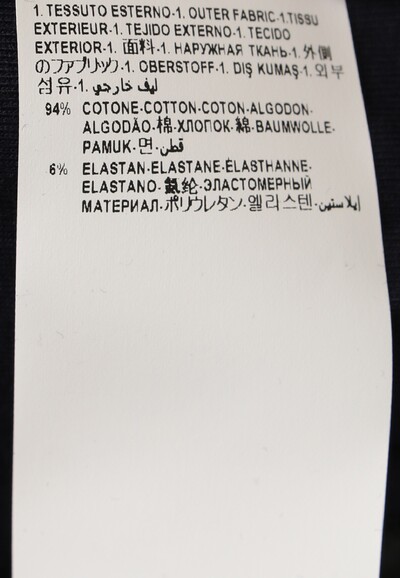 1. TESSUTO ESTERNO·1. OUTER FABRIC·1.TISSU
EXTERIEUR·1. TEJIDO EXTERNO·1. TECIDO
EXTERIOR·1. 面料·1. НАРУЖНАЯ ТКАНЬ·1. 外側
のファブリック·1. OBERSTOFF·1. DIŞ KUMAŞ·1. 외부
섬유·1. ليف خارجي
94% COTONE·COTTON·COTON·ALGODON·
ALGODÃO·棉·ХЛОПОК·綿·BAUMWOLLE·
PAMUK·면·قطن
6% ELASTAN·ELASTANE·ÉLASTHANNE·
ELASTANO·氨纶·ЭЛАСТОМЕРНЫЙ
МАТЕРИАЛ·ポリウレタン·엘리스텐·إيلاستين